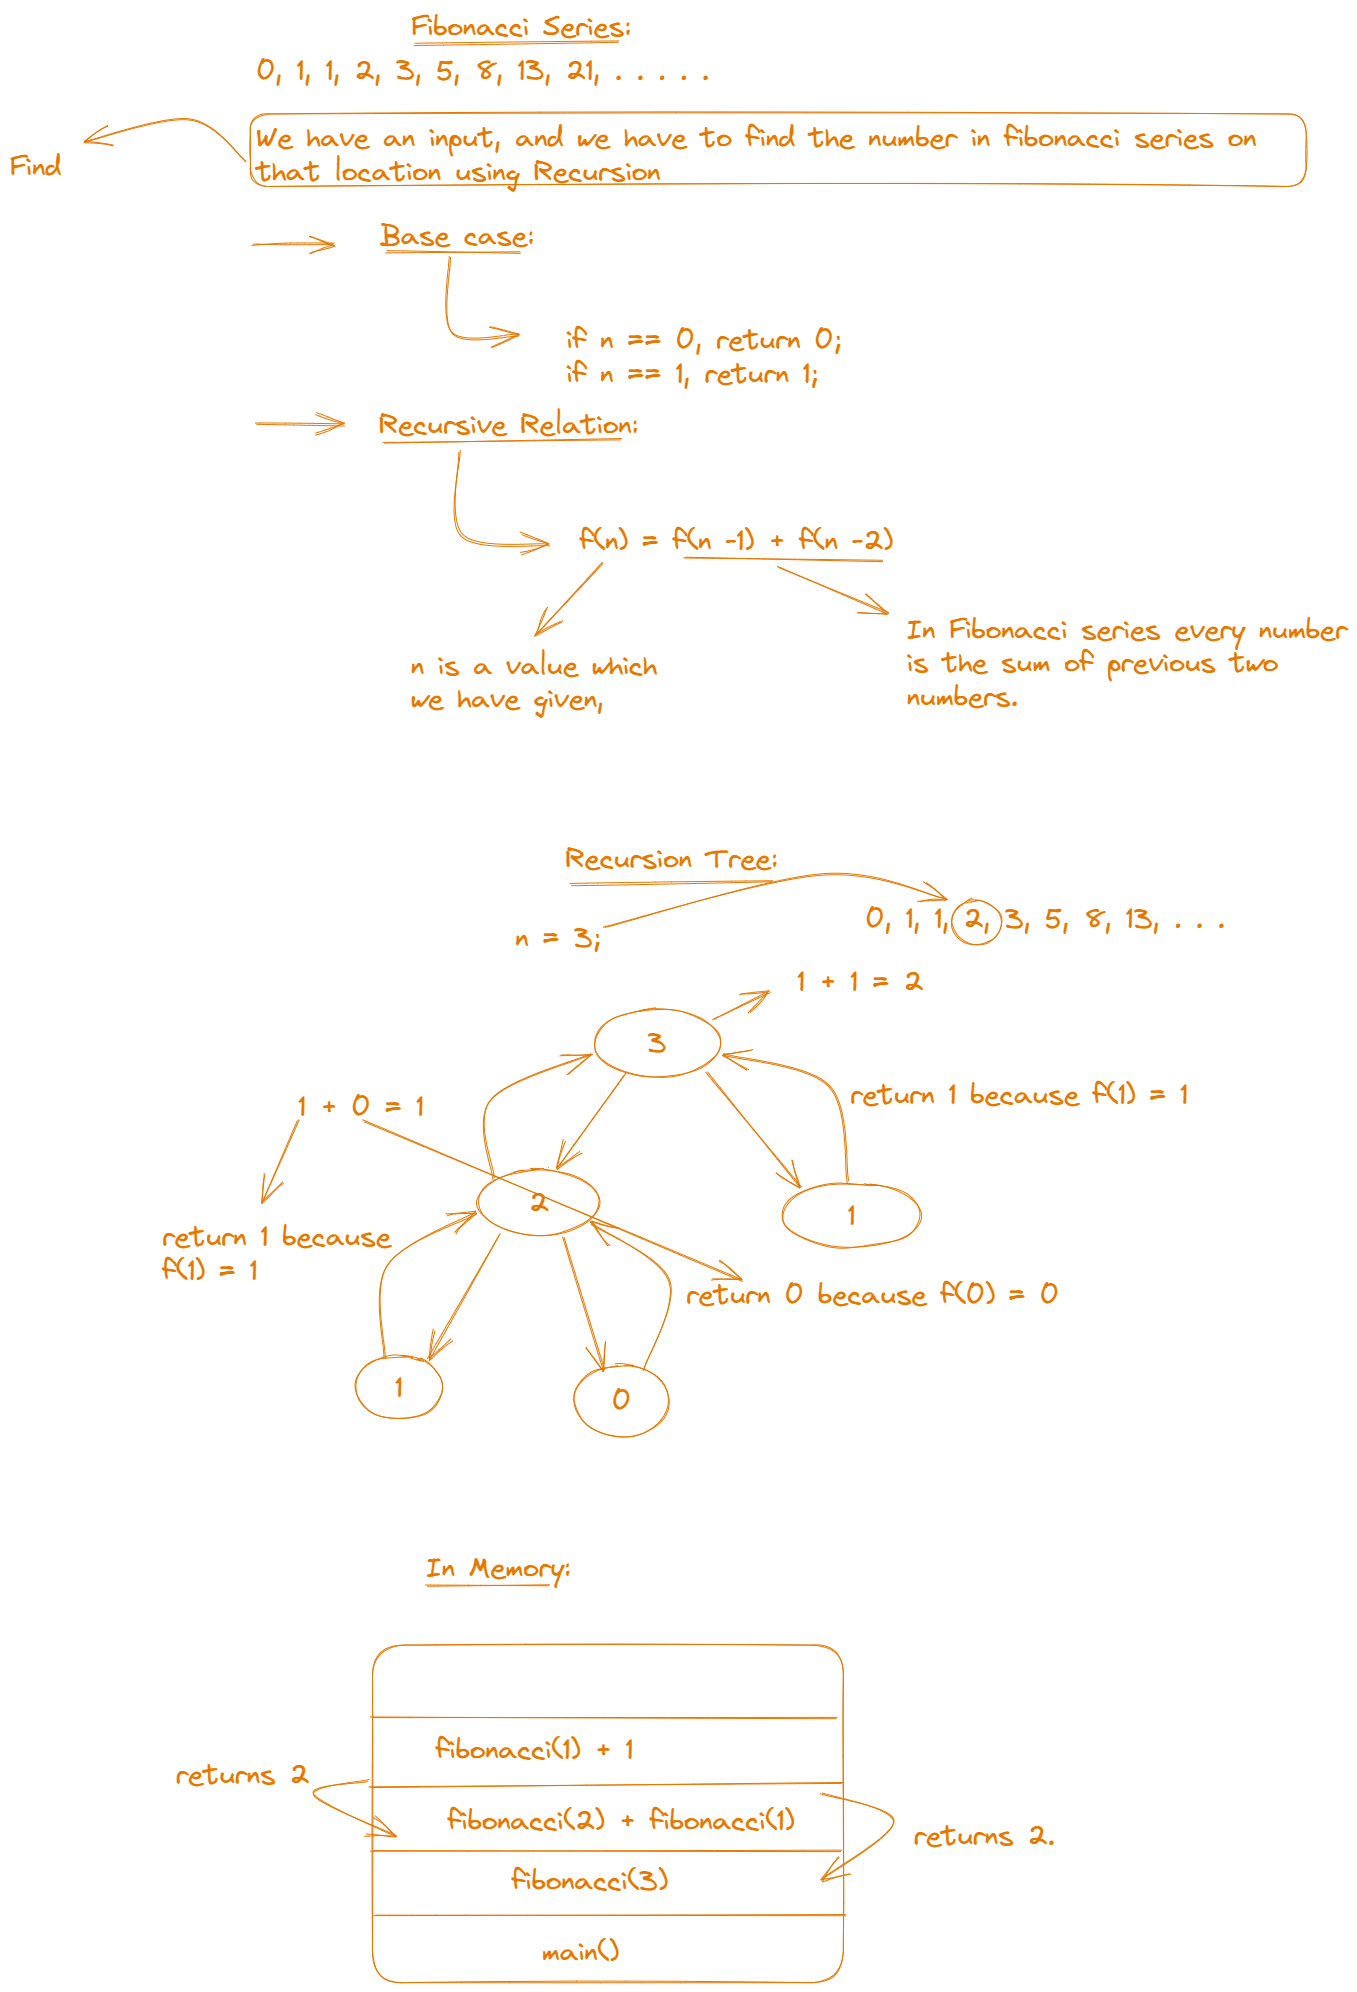 Fibonacci Series:
0, 1, 1, 2, 3, 5, 8, 13, 21, . . . . .
Find
We have an input, and we have to find the number in fibonacci series on
that location using Recursion
Base case:
if n == 0, return 0;
if n == 1, return 1;
Recursive Relation:
f(n) = f(n -1) + f(n -2)
n is a value which
we have given,
In Fibonacci series every number
is the sum of previous two
numbers.
Recursion Tree:
n = 3;
0, 1, 1, 2, 3, 5, 8, 13, . . .
1 + 1 = 2
3
return 1 because f(1) = 1
1 + 0 = 1
2
1
return 1 because
f(1) = 1
return 0 because f(0) = 0
1
0
In Memory:
fibonacci(1) + 1
returns 2
fibonacci(2) + fibonacci(1)
returns 2.
fibonacci(3)
main()